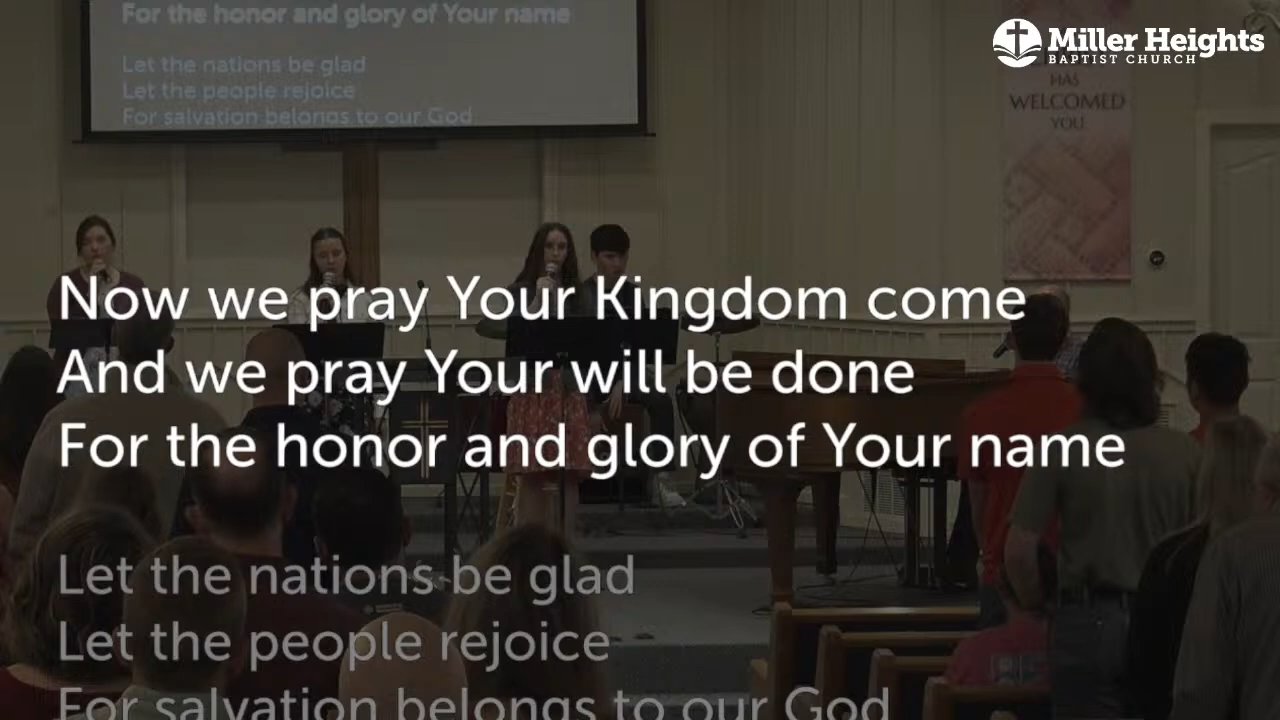 For the honor and glory of Your name
Let the nations be glad
Let the people rejoice
For salvation belongs to our God
Miller Heights
BAPTIST CHURCH
HAS
WELCOMED
YOU
Now we pray Your Kingdom come
And we pray Your will be done
For the honor and glory of Your name
Let the nations be glad
Let the people rejoice
For salvation belongs to our God